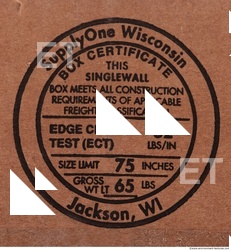 SupplyOne Wisconsin
BOX CERTIFICATE
THIS
SINGLEWALL
BOX MEETS ALL CONSTRUCTION
REQUIREMENTS OF APPLICABLE
FREIGHT
EDGE
TEST (ECT) LBS/IN
SIZE LIMIT 75 INCHES
GROSS WT LT 65 LBS
Jackson, WI